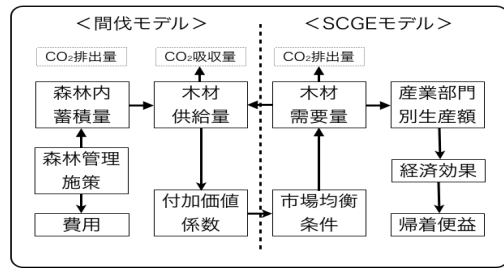 ＜間伐モデル＞
＜SCGEモデル＞
CO₂排出量
CO₂吸収量
CO₂排出量
森林内
蓄積量
木材
供給量
木材
需要量
産業部門
別生産額
森林管理
施策
経済効果
費用
付加価値
係数
市場均衡
条件
帰着便益